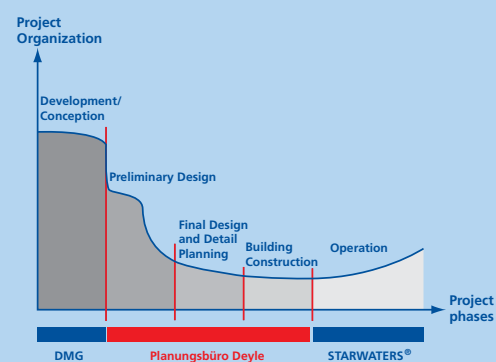 Project
Organization
Development/
Conception
Preliminary Design
Final Design
and Detail
Planning
Building
Construction
Operation
Project
phases
DMG
Planungsbüro Deyle
STARWATERS®